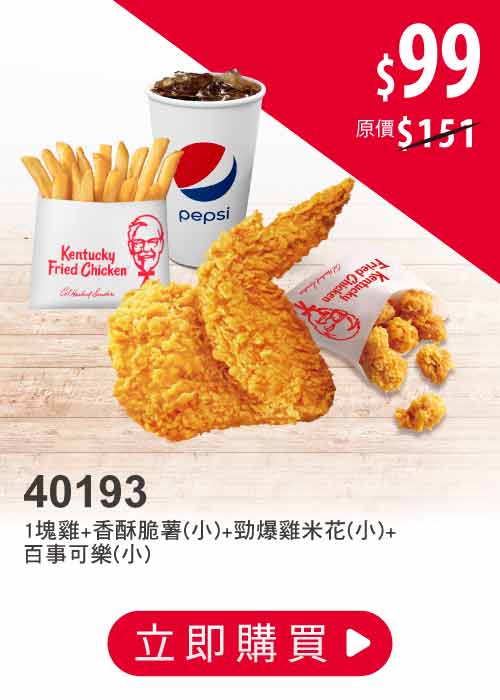 $99
原價$151
pepsi
Kentucky
Fried Chicken
Kentucky
Fried Chicken
40193
1塊雞+香酥脆薯(小)+勁爆雞米花(小)+
百事可樂(小)
立即購買